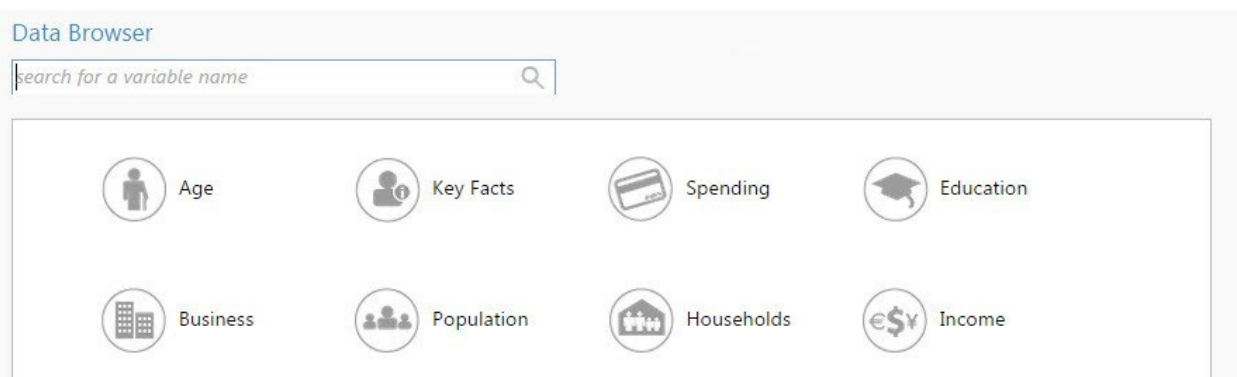 Data Browser
search for a variable name
Age Key Facts Spending Education
Business Population Households Income